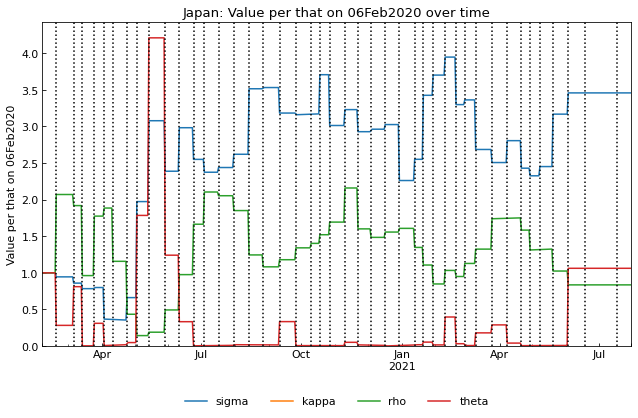 Japan: Value per that on 06Feb2020 over time
Value per that on 06Feb2020
4.0
3.5
3.0
2.5
2.0
1.5
1.0
0.5
0.0
Apr
Jul
Oct
Jan
2021
Apr
Jul
sigma
kappa
rho
theta